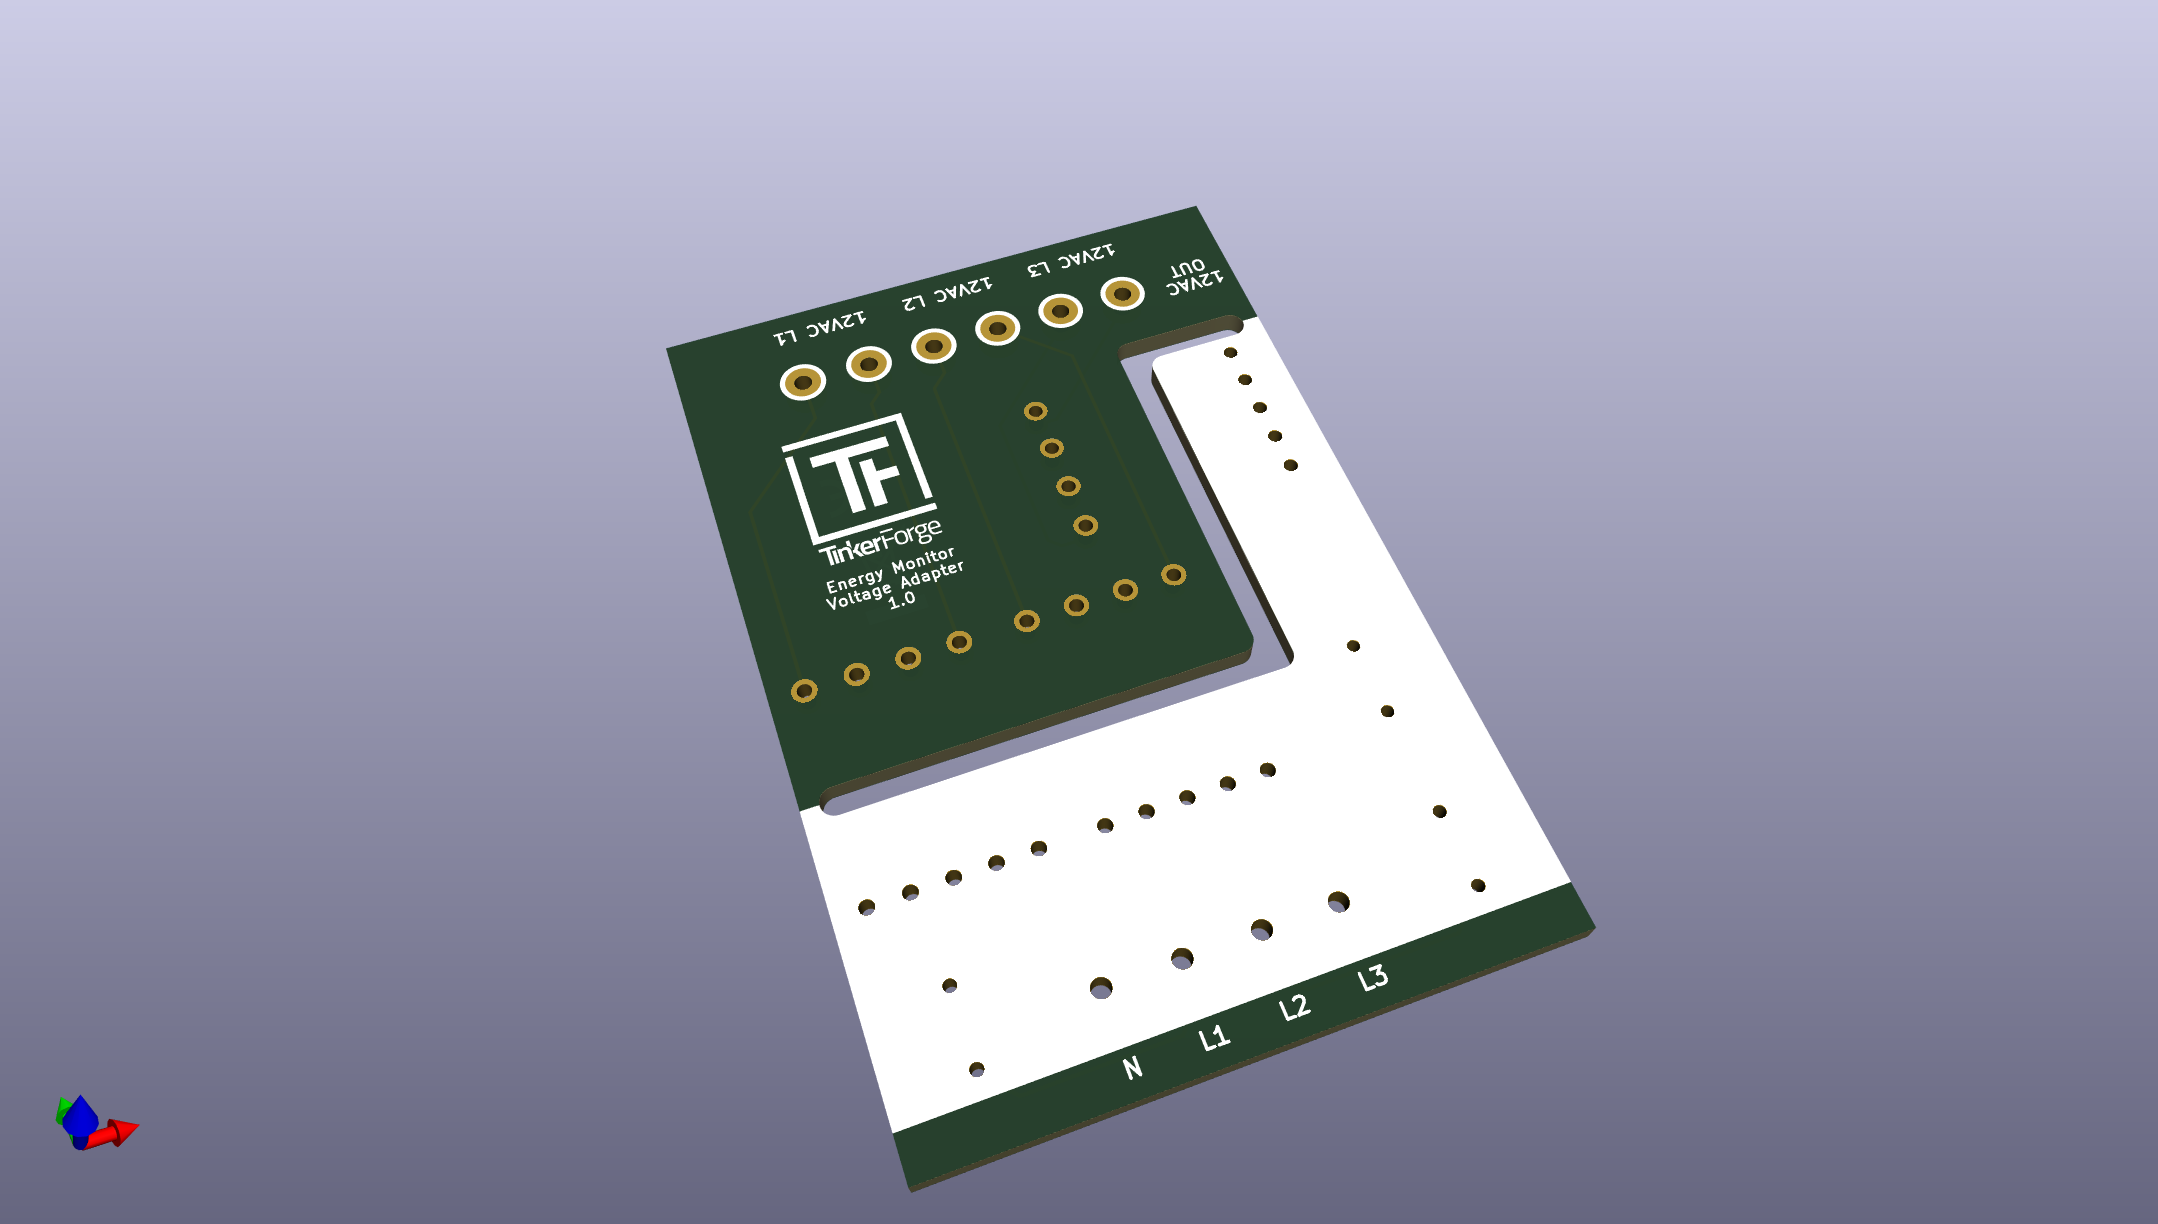 12VAC L1
12VAC L2
12VAC L3
12VAC
OUT
TF
TinkerForge
Energy Monitor
Voltage Adapter
1.0
N
L1
L2
L3